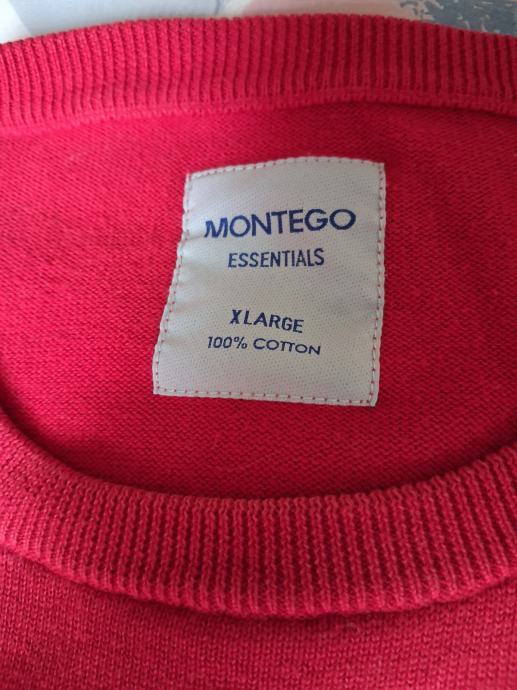 MONTEGO
ESSENTIALS
XLARGE
100% COTTON